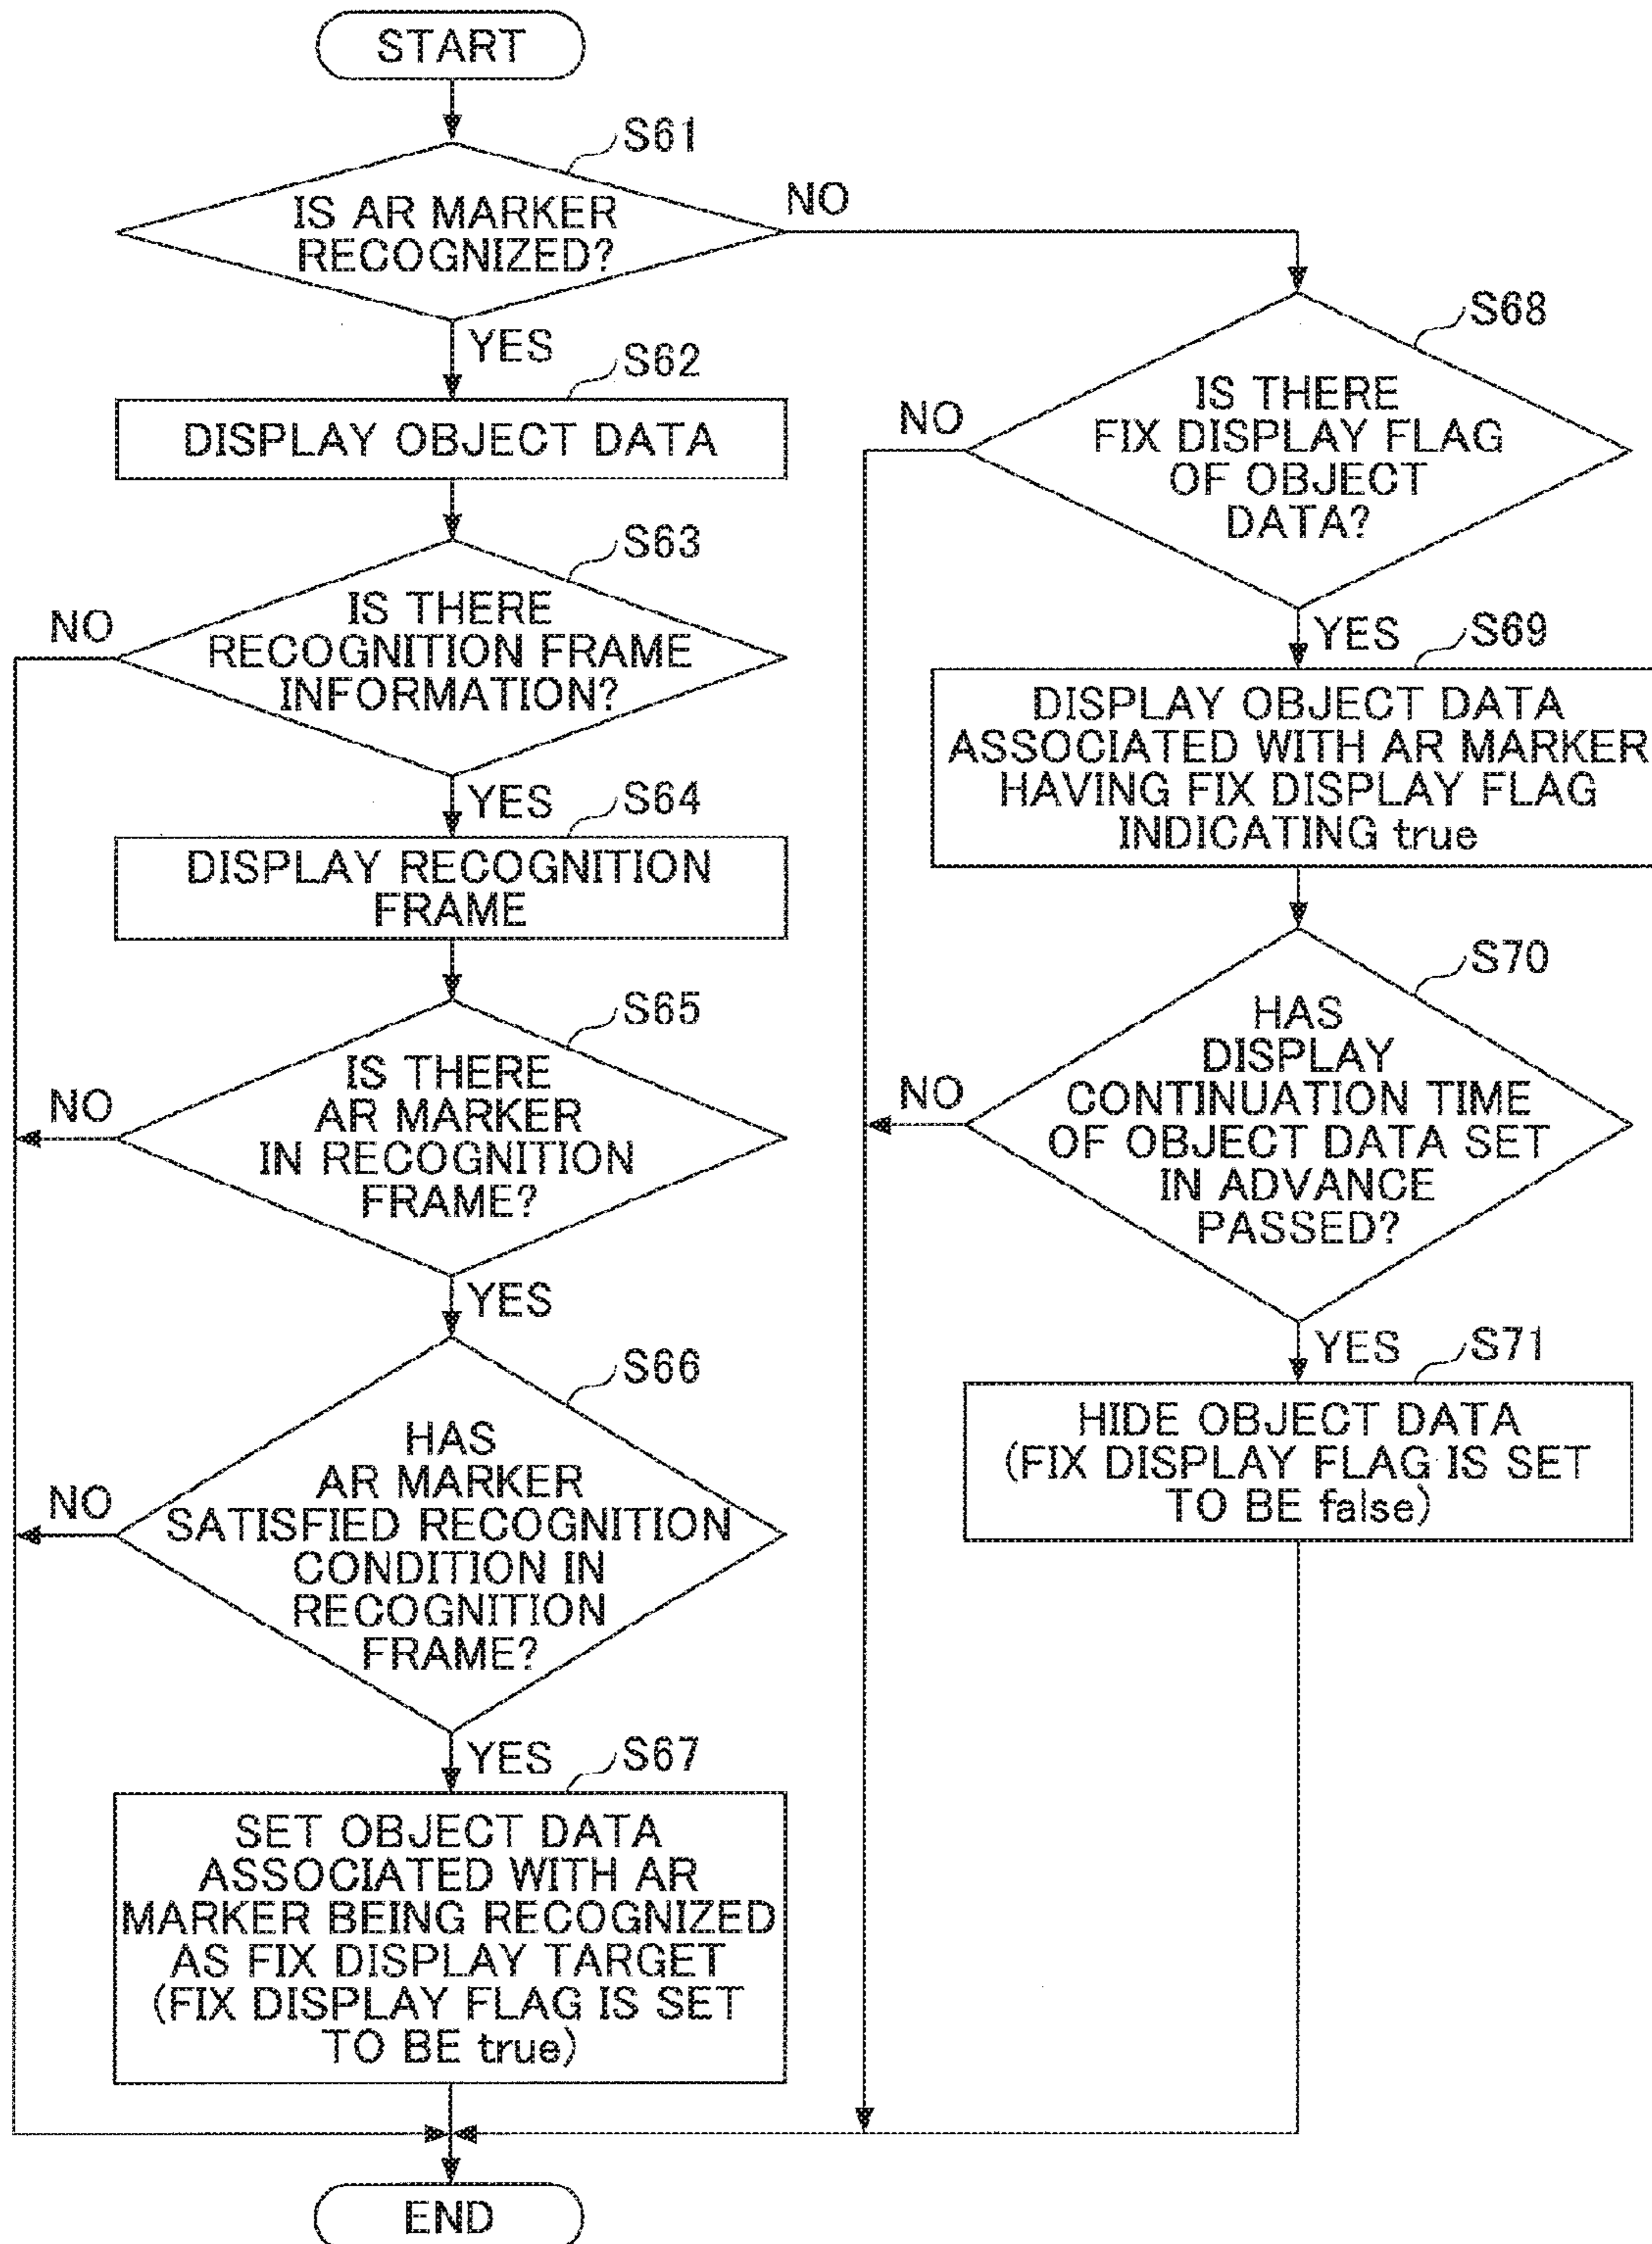 START
S61
IS AR MARKER
RECOGNIZED?
NO
YES
S62
DISPLAY OBJECT DATA
S63
IS THERE
RECOGNITION FRAME
INFORMATION?
NO
YES
S64
DISPLAY RECOGNITION
FRAME
S65
IS THERE
AR MARKER
IN RECOGNITION
FRAME?
NO
YES
S66
HAS
AR MARKER
SATISFIED RECOGNITION
CONDITION IN
RECOGNITION
FRAME?
NO
YES
S67
SET OBJECT DATA
ASSOCIATED WITH AR
MARKER BEING RECOGNIZED
AS FIX DISPLAY TARGET
(FIX DISPLAY FLAG IS SET
TO BE true)
S68
IS THERE
FIX DISPLAY FLAG
OF OBJECT
DATA?
NO
YES
S69
DISPLAY OBJECT DATA
ASSOCIATED WITH AR MARKER
HAVING FIX DISPLAY FLAG
INDICATING true
S70
HAS
DISPLAY
CONTINUATION TIME
OF OBJECT DATA SET
IN ADVANCE
PASSED?
NO
YES
S71
HIDE OBJECT DATA
(FIX DISPLAY FLAG IS SET
TO BE false)
END